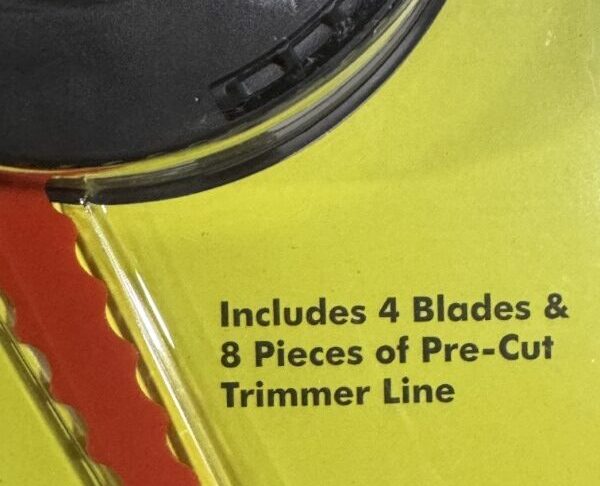 Includes 4 Blades &
8 Pieces of Pre-Cut
Trimmer Line